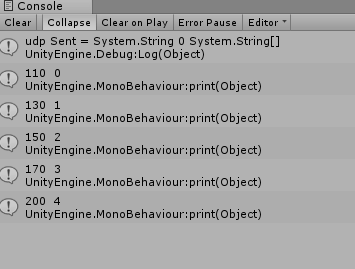 Console
Clear Collapse Clear on Play Error Pause Editor
udp Sent = System.String 0 System.String[]
UnityEngine.Debug:Log(Object)
110 0
UnityEngine.MonoBehaviour:print(Object)
130 1
UnityEngine.MonoBehaviour:print(Object)
150 2
UnityEngine.MonoBehaviour:print(Object)
170 3
UnityEngine.MonoBehaviour:print(Object)
200 4
UnityEngine.MonoBehaviour:print(Object)